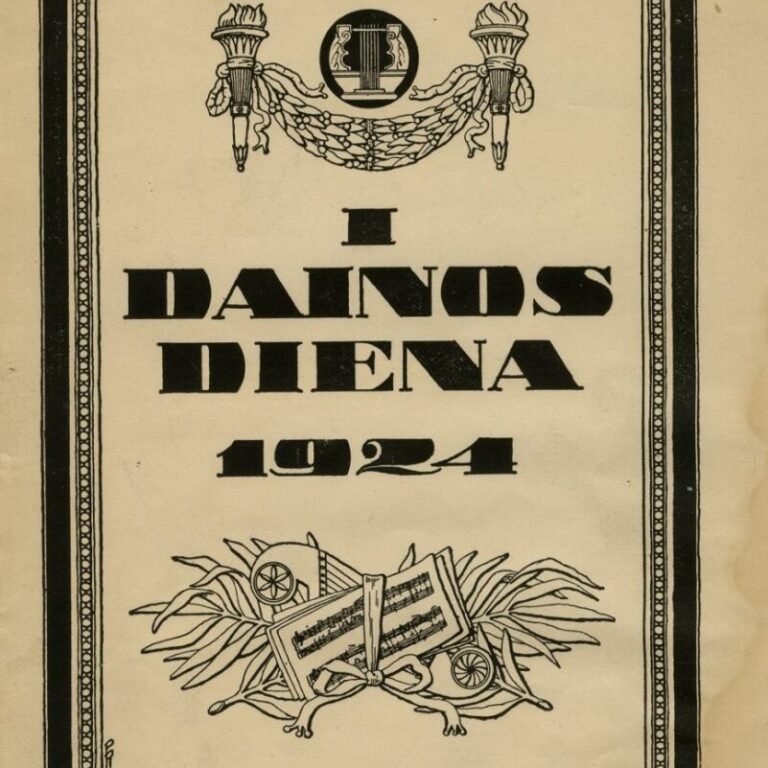 I
DAINOS
DIENA
1924